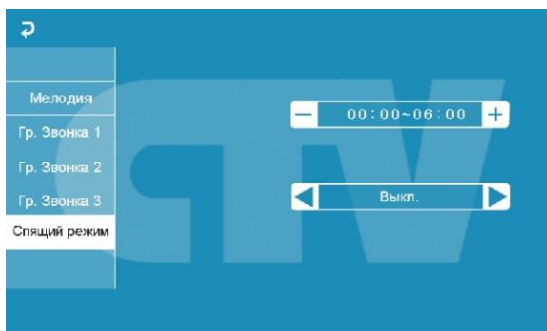 Мелодия
Гр. Звонка 1
Гр. Звонка 2
Гр. Звонка 3
Спящий режим
00:00~06:00
Выкл.
CTV